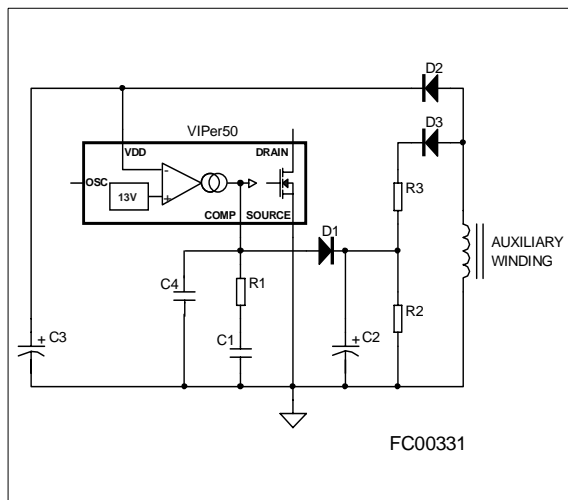 D2
D3
VIPer50
VDD
DRAIN
OSC
-
13V
+
COMP SOURCE
D1
R3
AUXILIARY
WINDING
C4
R1
R2
C3
+
C1
+
C2
FC00331